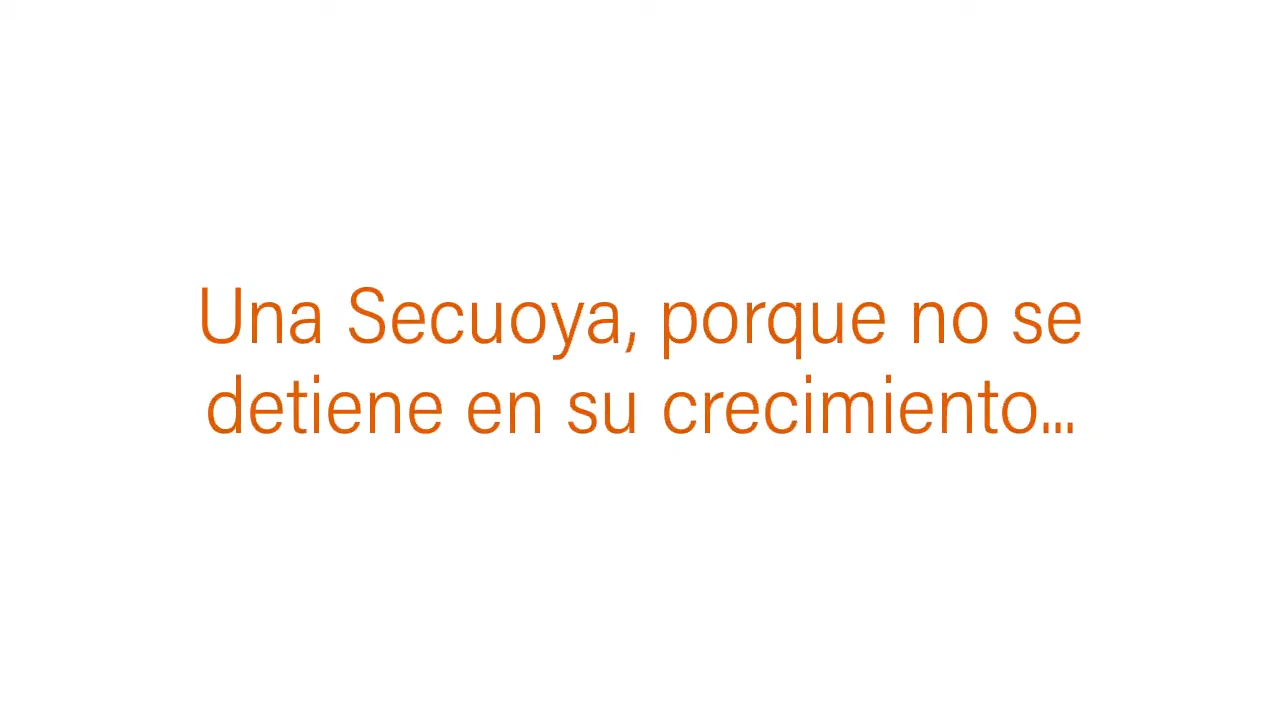 Una Secuoya, porque no se
detiene en su crecimiento...